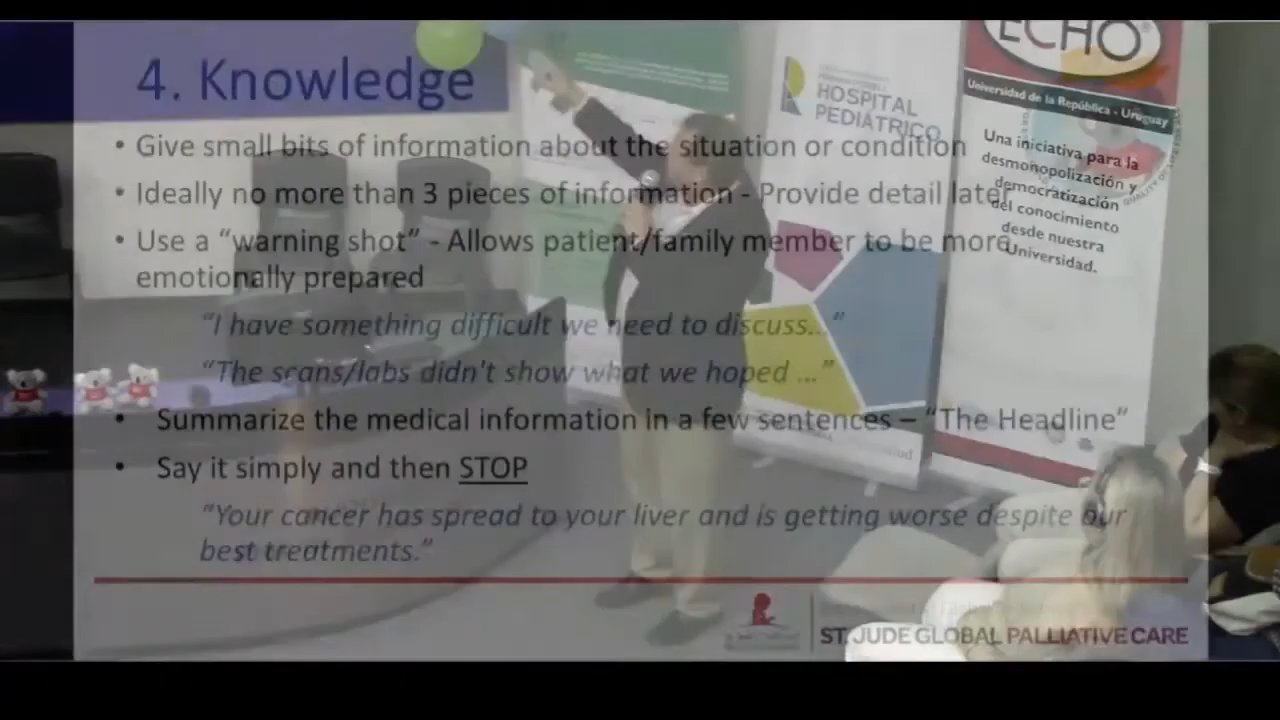 4. Knowledge
• Give small bits of information about the situation or condition
• Ideally no more than 3 pieces of information - Provide detail later
• Use a “warning shot” - Allows patient/family member to be more
emotionally prepared
“I have something difficult we need to discuss...”
“The scans/labs didn't show what we hoped ...”
• Summarize the medical information in a few sentences – “The Headline”
• Say it simply and then STOP
“Your cancer has spread to your liver and is getting worse despite our
best treatments.”
ST. JUDE GLOBAL PALLIATIVE CARE
HOSPITAL
PEDIÁTRICO
ECHO
Universidad de la República - Uruguay
Una iniciativa para la
desmonopolización y
democratización
del conocimiento
desde nuestra
Universidad.
QUALITY OF LIFE